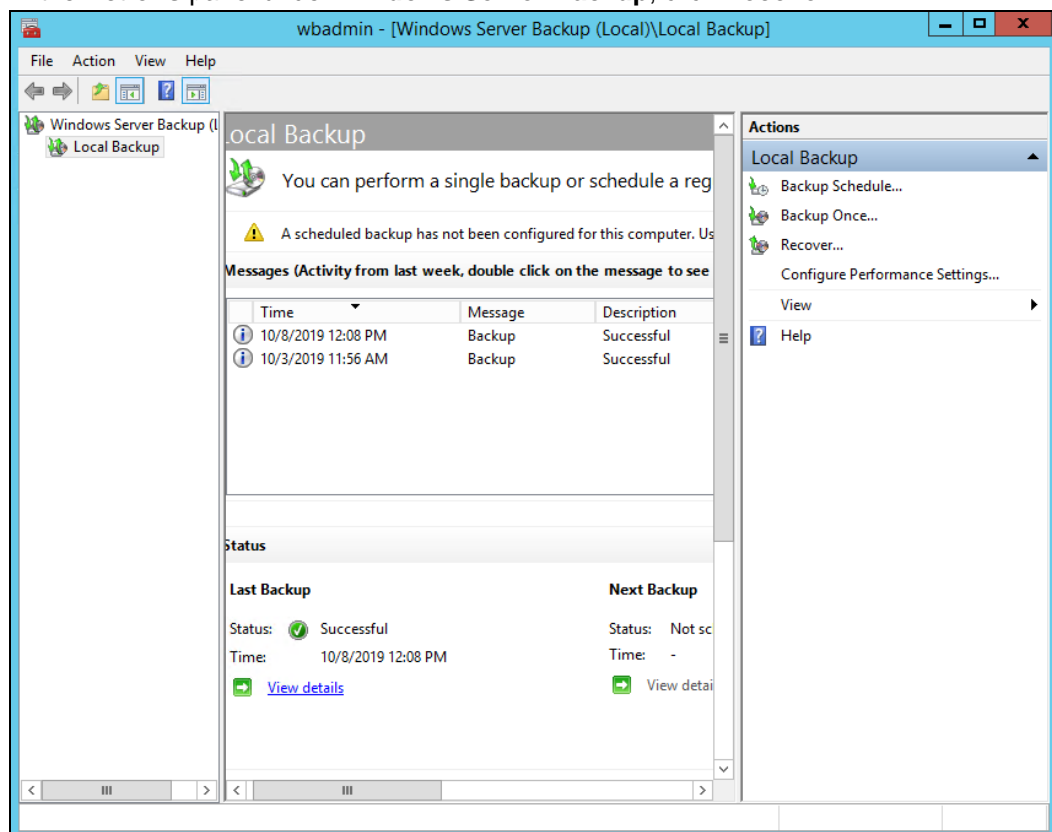 wbadmin - [Windows Server Backup (Local)\Local Backup]
File Action View Help
Windows Server Backup (L
Local Backup
Local Backup
You can perform a single backup or schedule a reg
A scheduled backup has not been configured for this computer. Us
Messages (Activity from last week, double click on the message to see
Time Message Description
10/8/2019 12:08 PM Backup Successful
10/3/2019 11:56 AM Backup Successful
Status
Last Backup Next Backup
Status: Successful Status: Not sc
Time: 10/8/2019 12:08 PM Time: -
View details View detai
Actions
Local Backup
Backup Schedule...
Backup Once...
Recover...
Configure Performance Settings...
View
Help